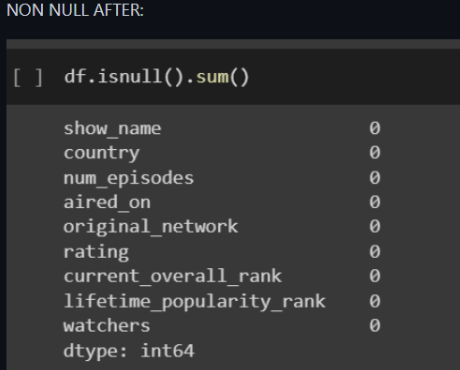 NON NULL AFTER:
[ ] df.isnull().sum()
show_name 0
country 0
num_episodes 0
aired_on 0
original_network 0
rating 0
current_overall_rank 0
lifetime_popularity_rank 0
watchers 0
dtype: int64